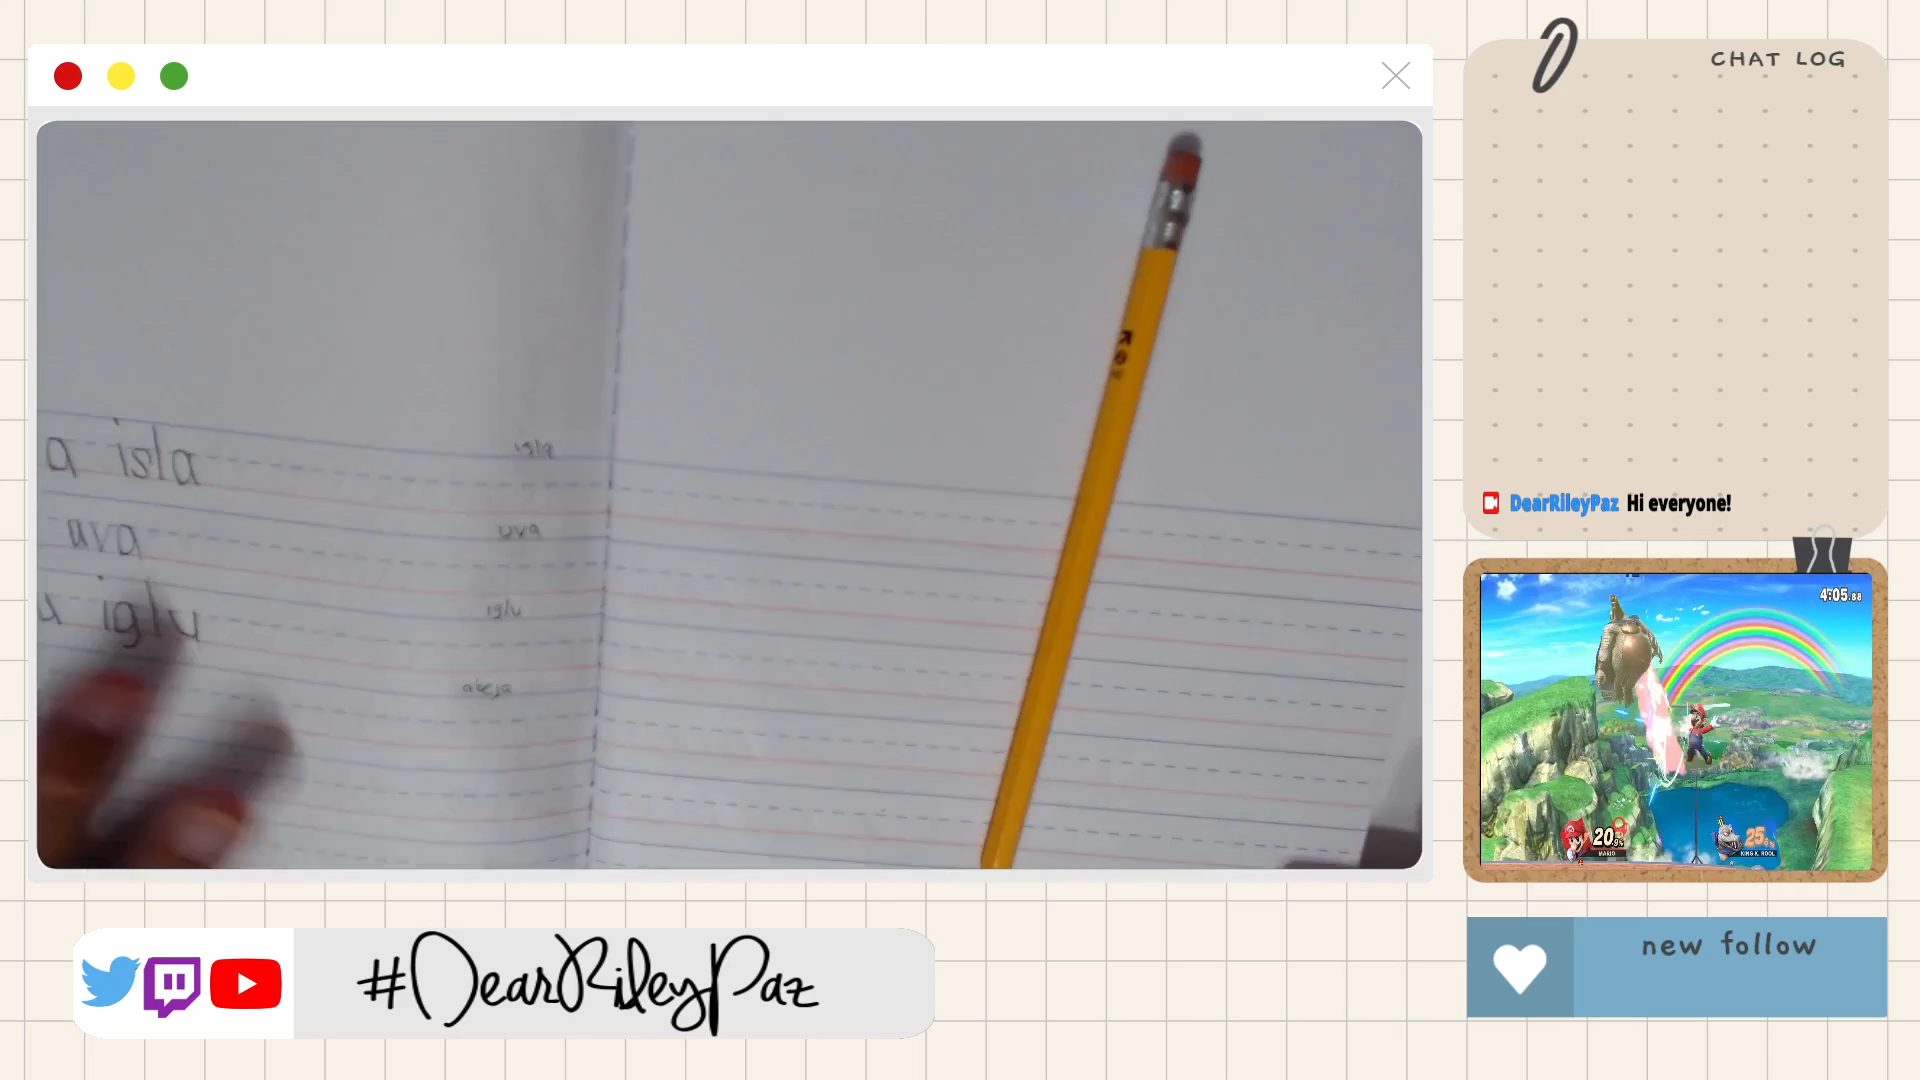 CHAT LOG
a isla
isla
uva
uva
u iglu
iglu
abeja
DearRileyPaz Hi everyone!
4:05.88
20.9%
MARIO
25
KING K. ROOL
new follow
#DearRileyPaz